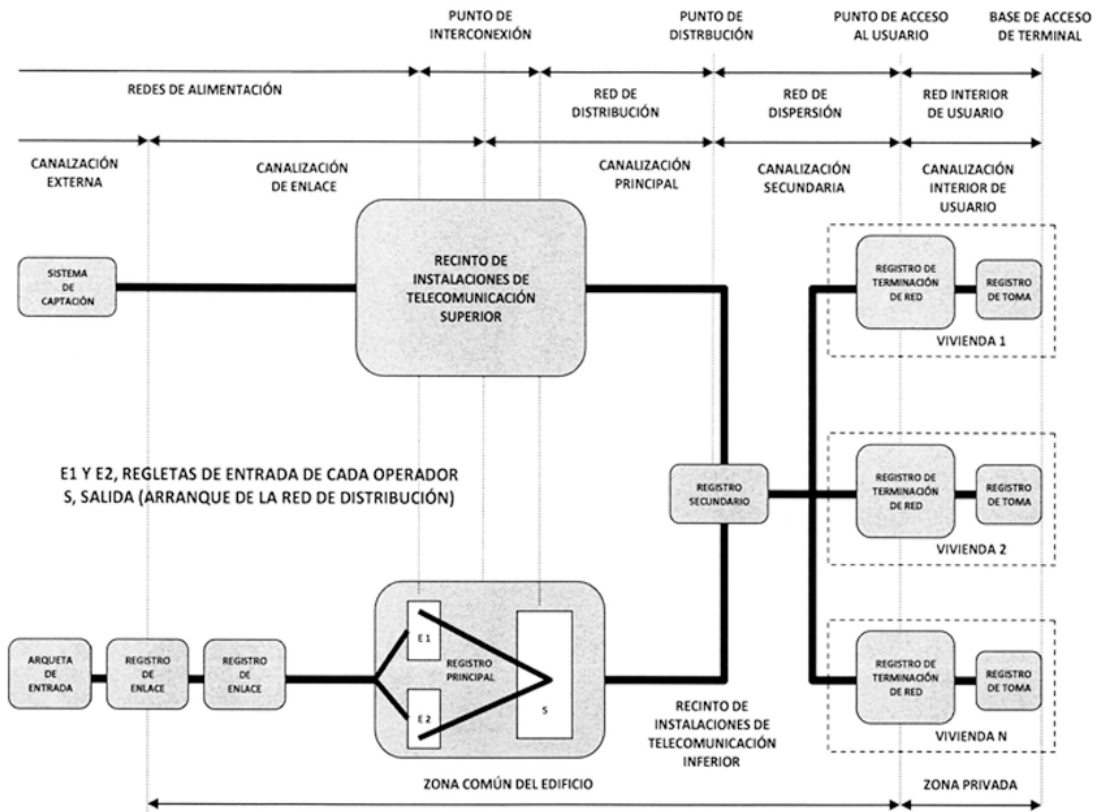 PUNTO DE
INTERCONEXIÓN
PUNTO DE
DISTRBUCIÓN
PUNTO DE ACCESO
AL USUARIO
BASE DE ACCESO
DE TERMINAL
REDES DE ALIMENTACIÓN
RED DE
DISTRIBUCIÓN
RED DE
DISPERSIÓN
RED INTERIOR
DE USUARIO
CANALZACIÓN
EXTERNA
CANALIZACIÓN
DE ENLACE
CANALIZACIÓN
PRINCIPAL
CANALIZACIÓN
SECUNDARIA
CANALIZACIÓN
INTERIOR DE
USUARIO
SISTEMA
DE
CAPTACIÓN
RECINTO DE
INSTALACIONES DE
TELECOMUNICACIÓN
SUPERIOR
REGISTRO DE
TERMINACIÓN
DE RED
REGISTRO
DE TOMA
VIVIENDA 1
E1 Y E2, REGLETAS DE ENTRADA DE CADA OPERADOR
S, SALIDA (ARRANQUE DE LA RED DE DISTRIBUCIÓN)
REGISTRO
SECUNDARIO
REGISTRO DE
TERMINACIÓN
DE RED
REGISTRO
DE TOMA
VIVIENDA 2
ARQUETA
DE
ENTRADA
REGISTRO
DE
ENLACE
REGISTRO
DE
ENLACE
E 1
REGISTRO
PRINCIPAL
E 2
S
RECINTO DE
INSTALACIONES DE
TELECOMUNICACIÓN
INFERIOR
REGISTRO DE
TERMINACIÓN
DE RED
REGISTRO
DE TOMA
VIVIENDA N
ZONA COMÚN DEL EDIFICIO
ZONA PRIVADA